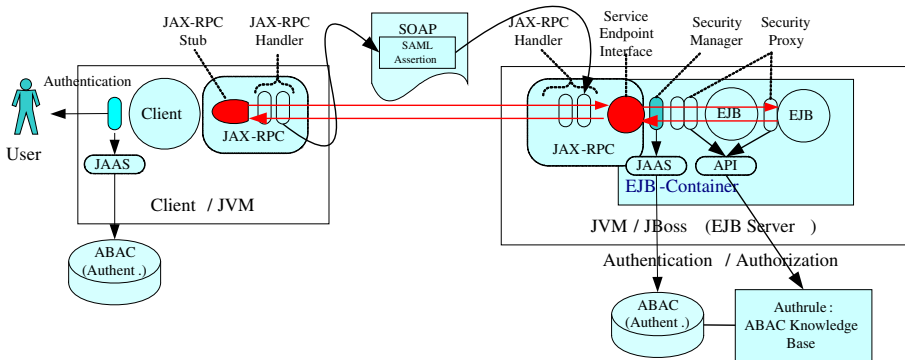 JAX-RPC
Stub
JAX-RPC
Handler
SOAP
SAML
Assertion
JAX-RPC
Handler
Service
Endpoint
Interface
Security
Manager
Security
Proxy
Authentication
User
Client
JAX-RPC
JAAS
Client / JVM
ABAC
(Authent .)
JAX-RPC
EJB
EJB
JAAS
API
EJB -Container
JVM / JBoss (EJB Server )
Authentication / Authorization
ABAC
(Authent .)
Authrule :
ABAC Knowledge
Base